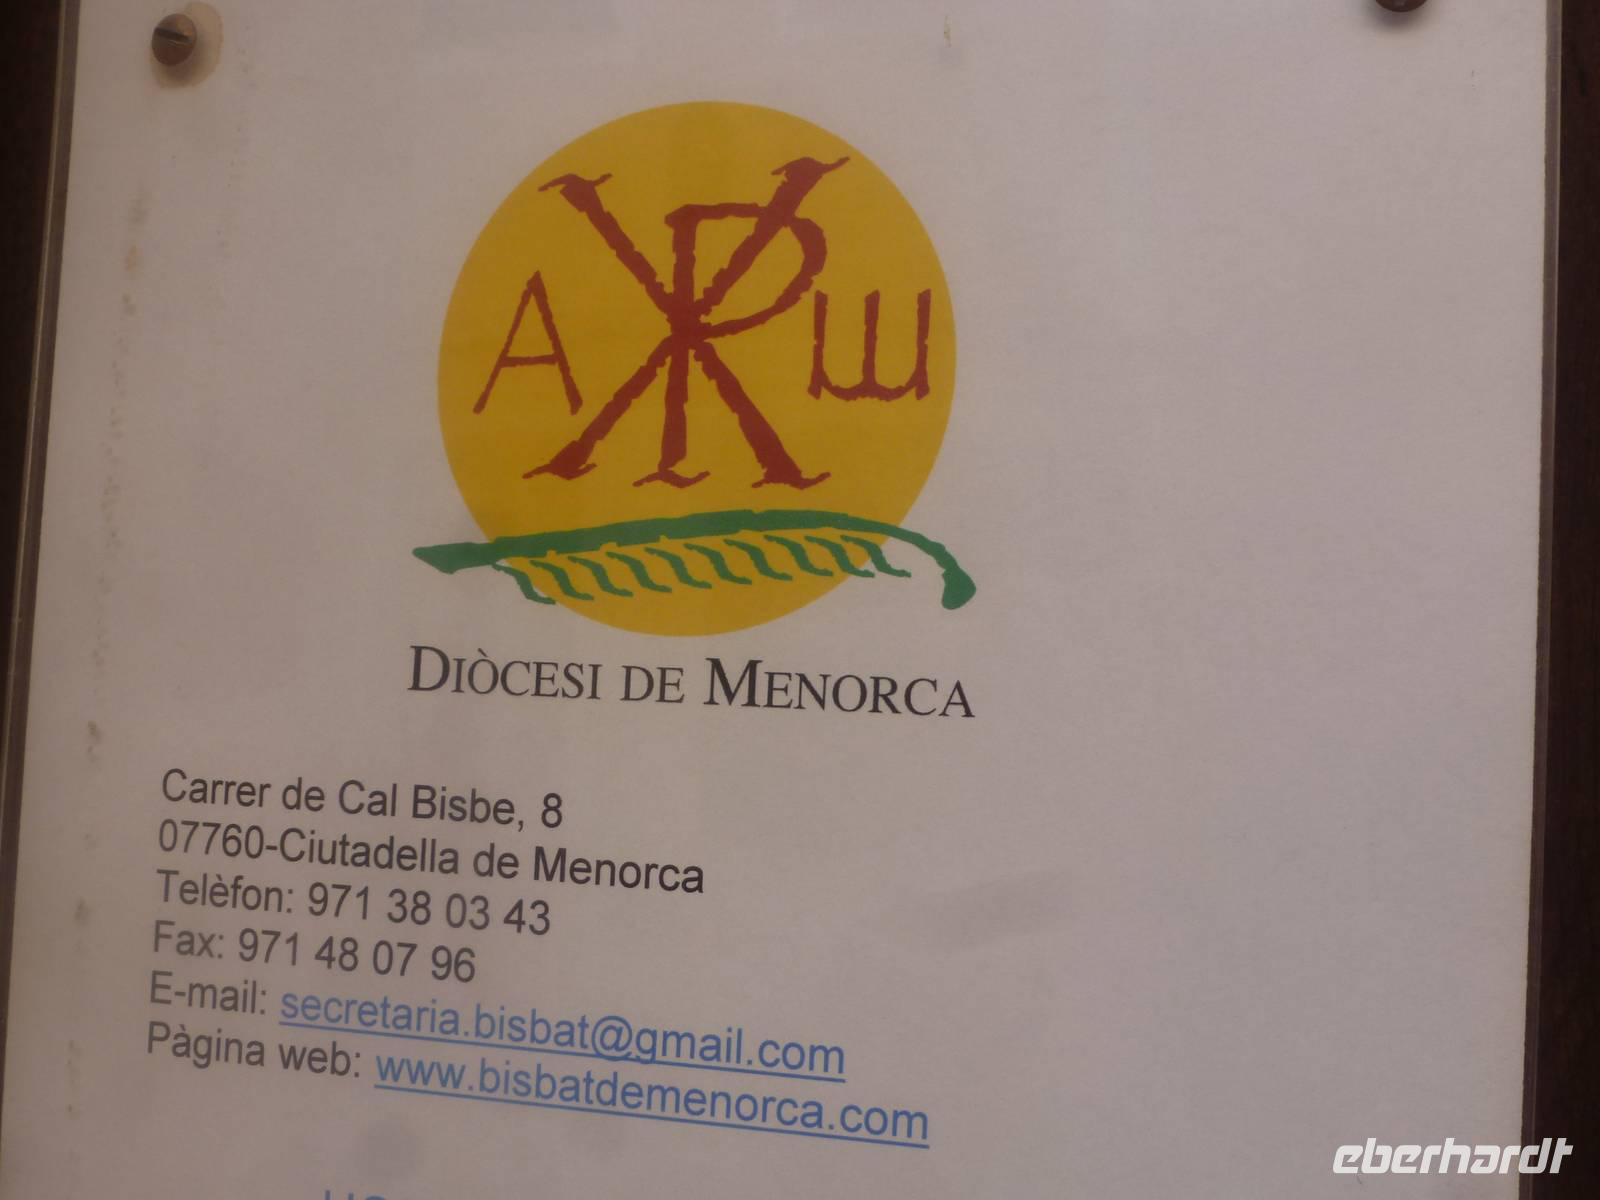 A ω
DIÒCESI DE MENORCA
Carrer de Cal Bisbe, 8
07760-Ciutadella de Menorca
Telèfon: 971 38 03 43
Fax: 971 48 07 96
E-mail: secretaria.bisbat@gmail.com
Pàgina web: www.bisbatdemenorca.com
eberhardt